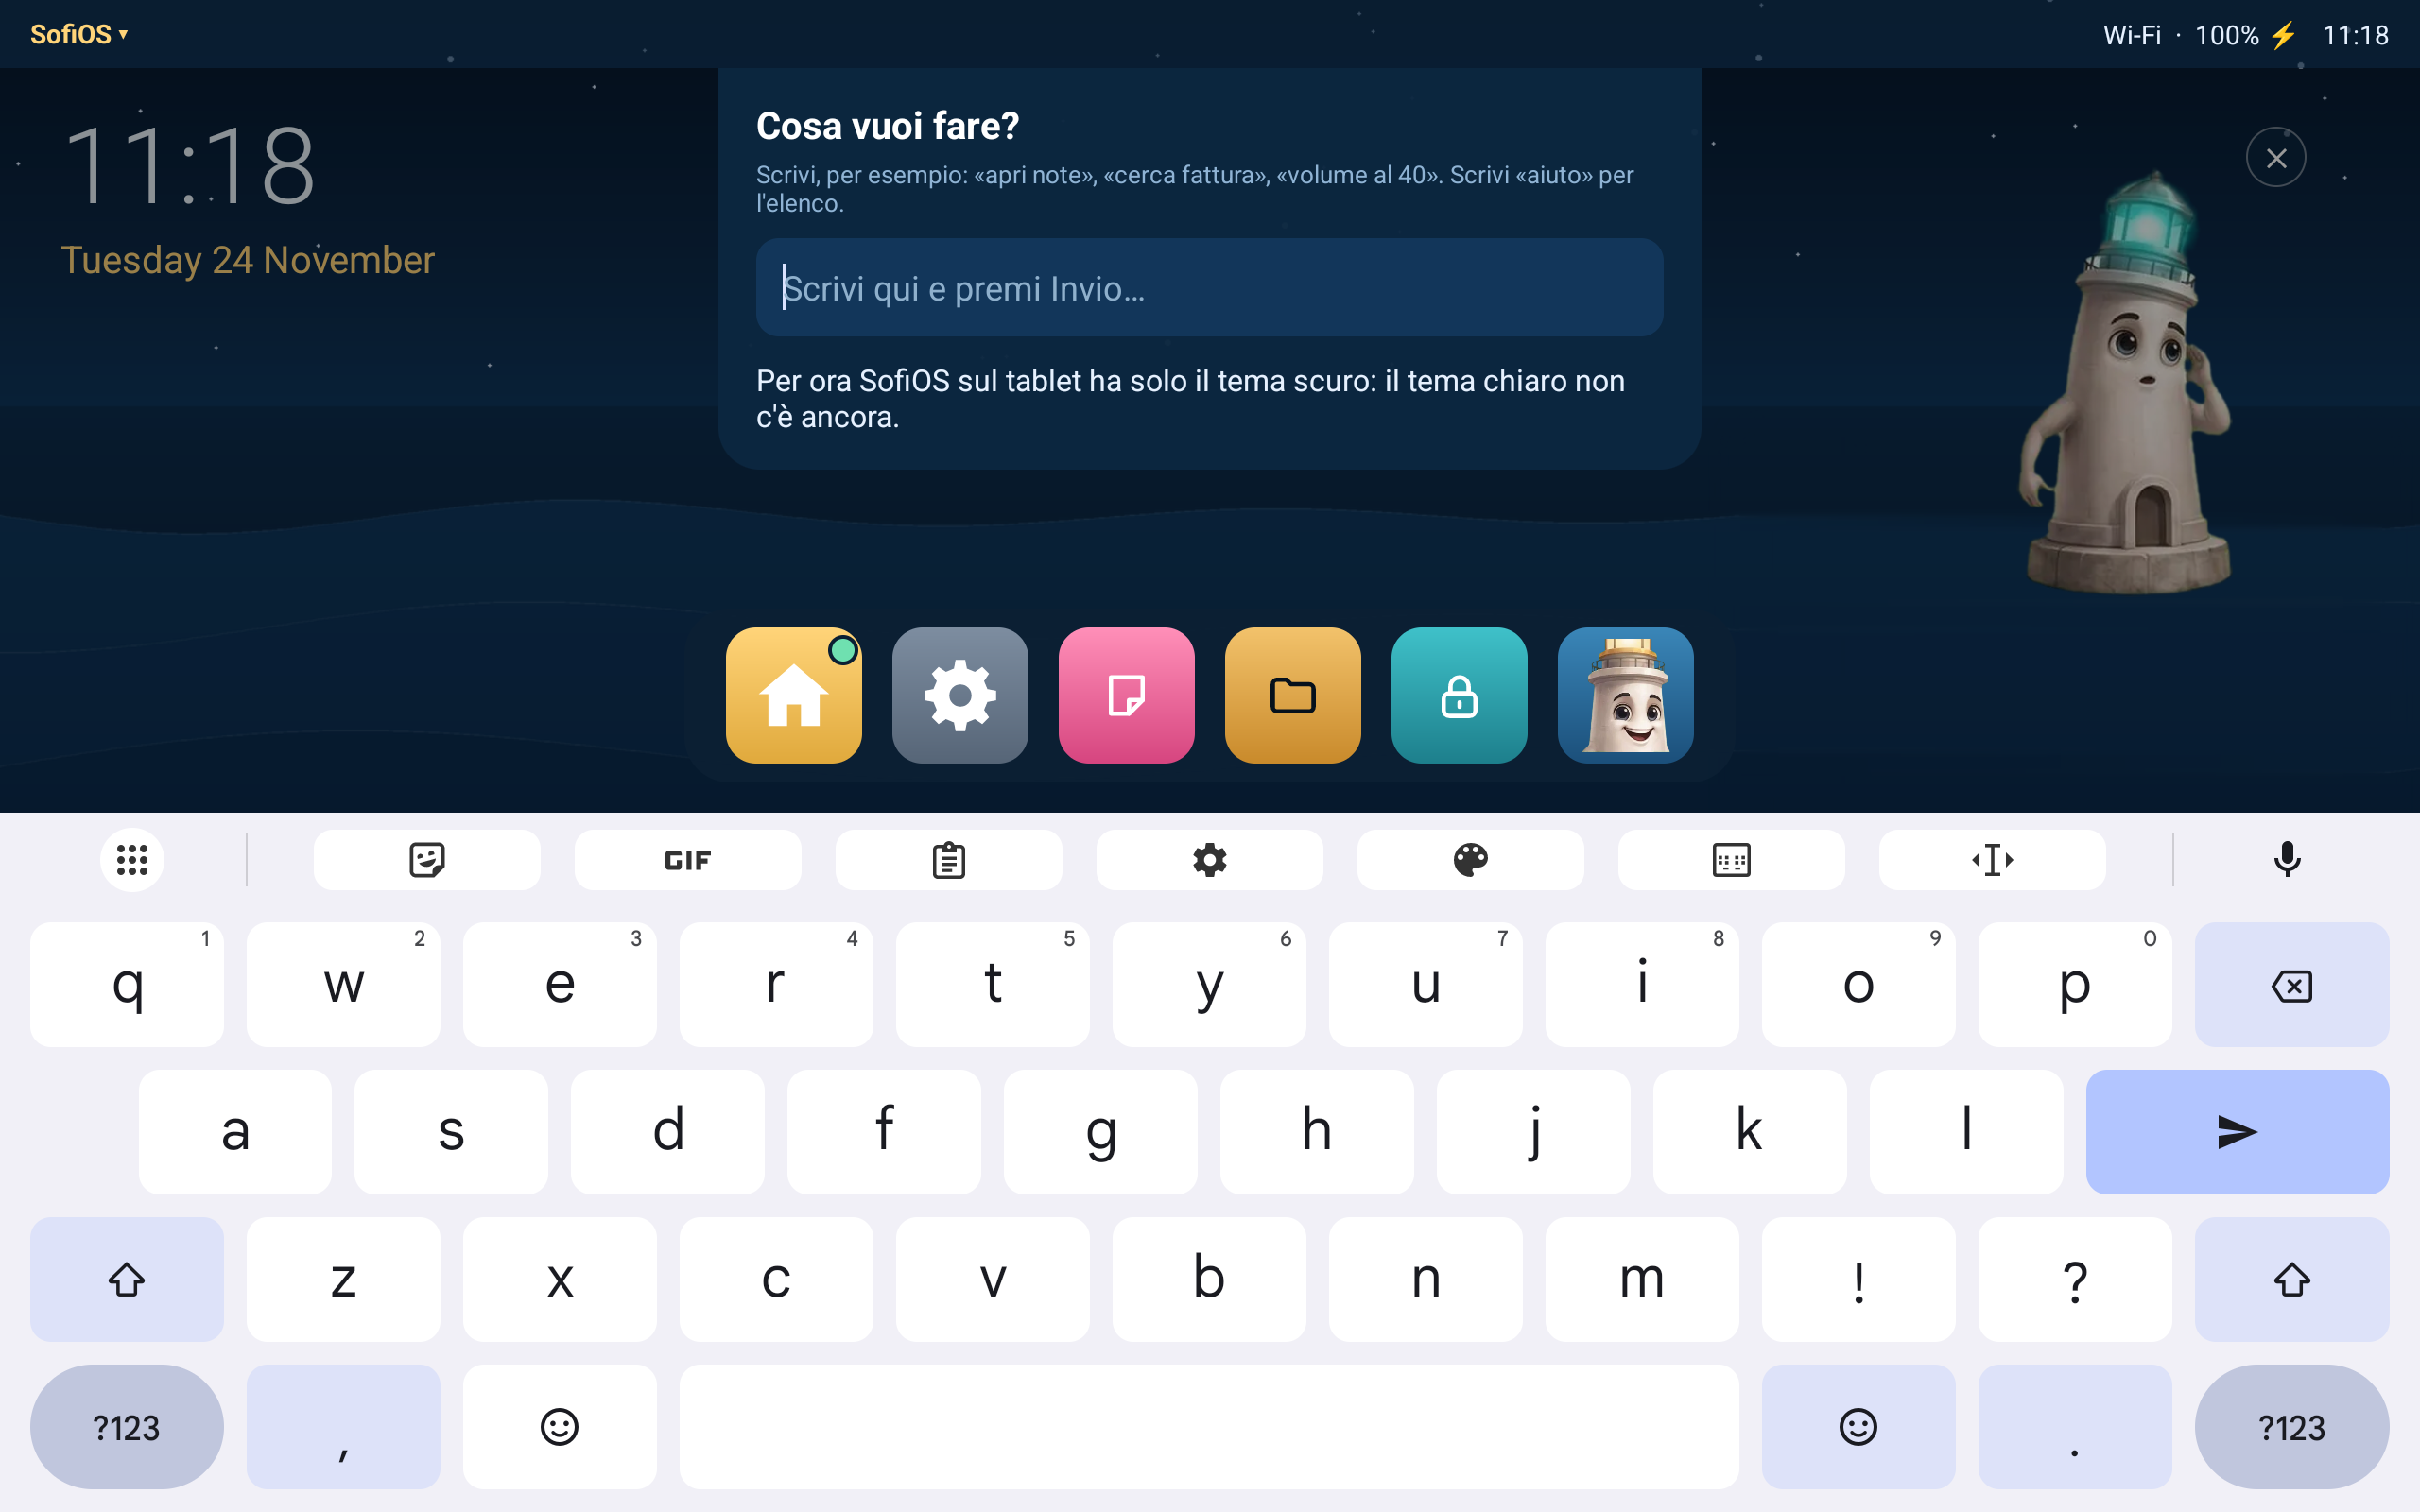 SofiOS ▾
Wi-Fi · 100% ⚡ 11:18
11:18
Tuesday 24 November
Cosa vuoi fare?
Scrivi, per esempio: «apri note», «cerca fattura», «volume al 40». Scrivi «aiuto» per
l'elenco.
Scrivi qui e premi Invio…
Per ora SofiOS sul tablet ha solo il tema scuro: il tema chiaro non
c'è ancora.
GIF
q 1 w 2 e 3 r 4 t 5 y 6 u 7 i 8 o 9 p 0
a s d f g h j k l
z x c v b n m ! ?
?123 , . ?123